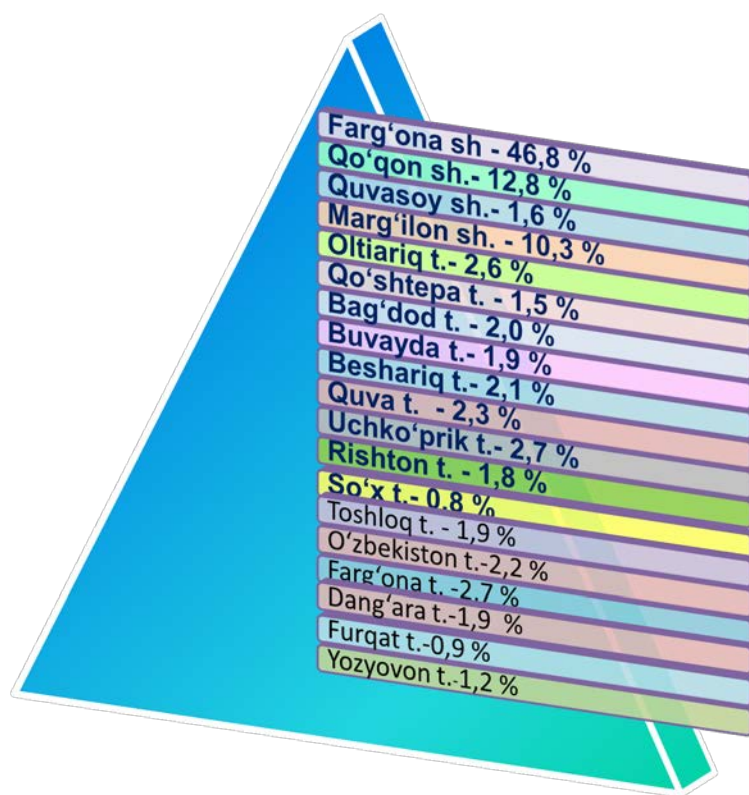 Farg‘ona sh - 46,8 %
Qo‘qon sh.- 12,8 %
Quvasoy sh.- 1,6 %
Marg‘ilon sh. - 10,3 %
Oltiariq t.- 2,6 %
Qo‘shtepa t. - 1,5 %
Bag‘dod t. - 2,0 %
Buvayda t.- 1,9 %
Beshariq t.- 2,1 %
Quva t. - 2,3 %
Uchko‘prik t.- 2,7 %
Rishton t. - 1,8 %
So‘x t.- 0,8 %
Toshloq t. - 1,9 %
O‘zbekiston t.-2,2 %
Farg‘ona t. -2,7 %
Dang‘ara t.-1,9 %
Furqat t.-0,9 %
Yozyovon t.-1,2 %